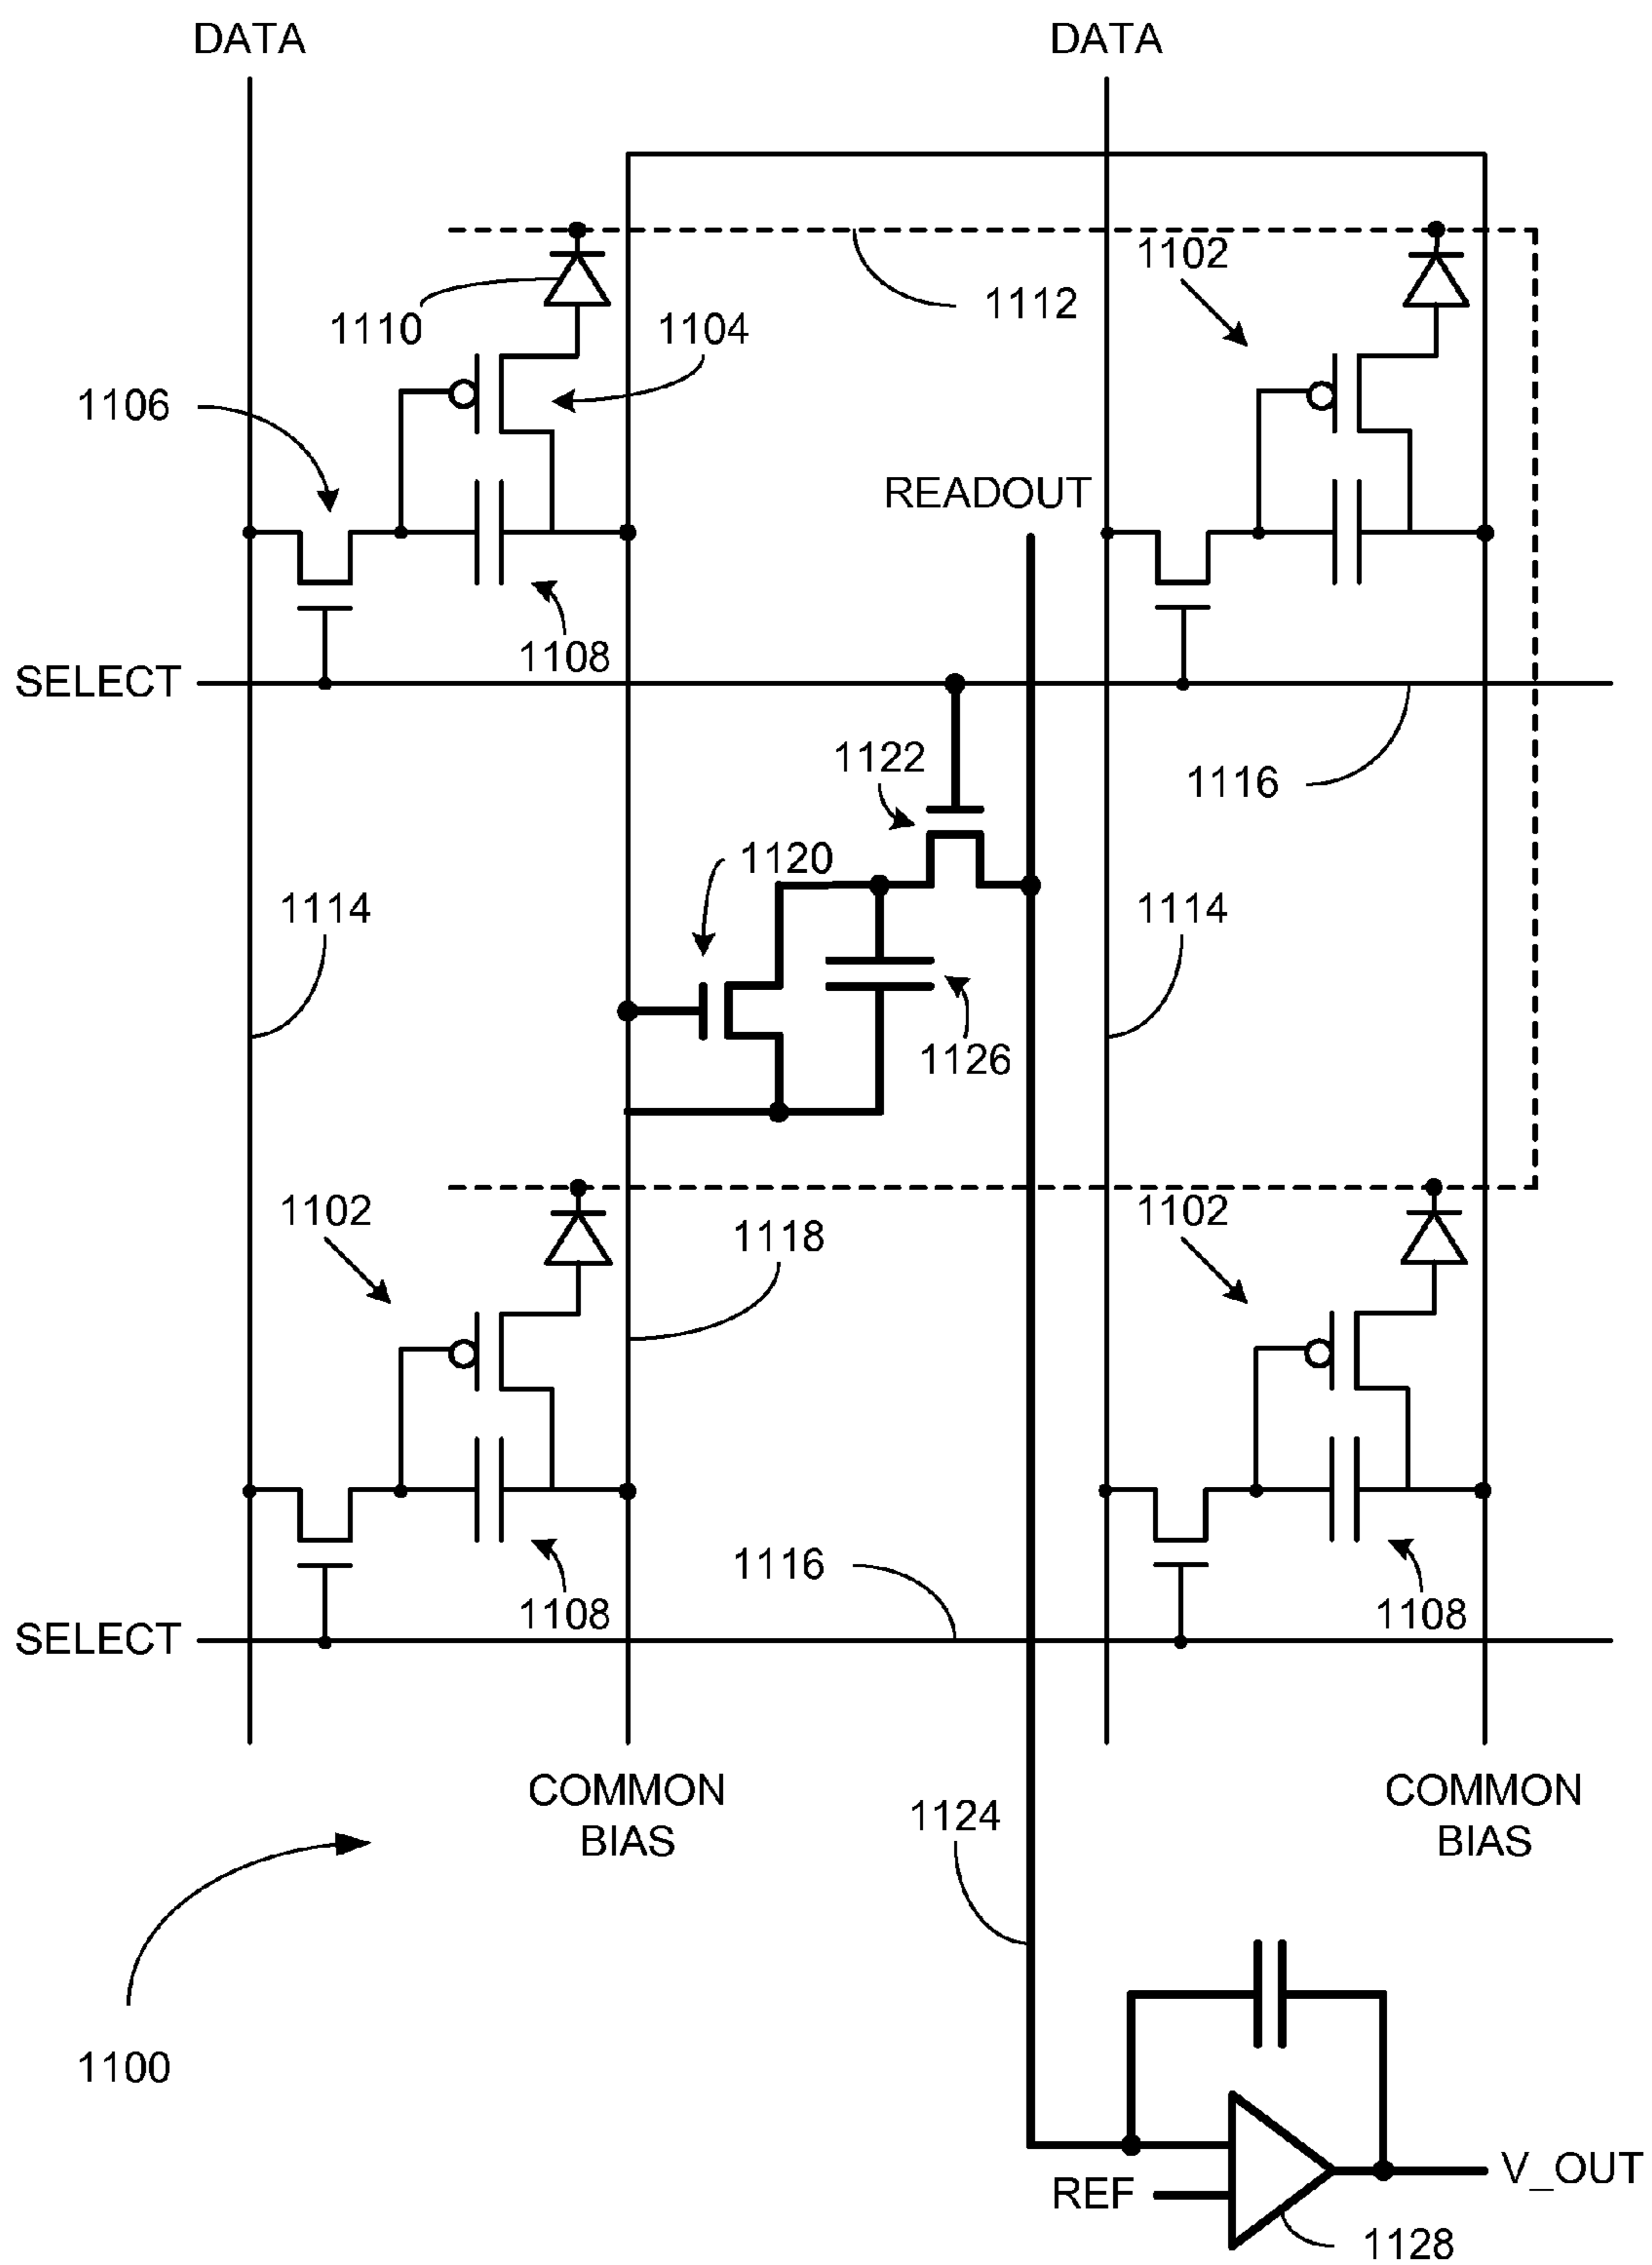 DATA
DATA
1102
1112
1110
1104
1106
READOUT
1108
SELECT
1122
1116
1120
1114
1114
1126
1102
1118
1102
1116
1108
1108
SELECT
COMMON
BIAS
COMMON
BIAS
1124
1100
V_OUT
REF
1128